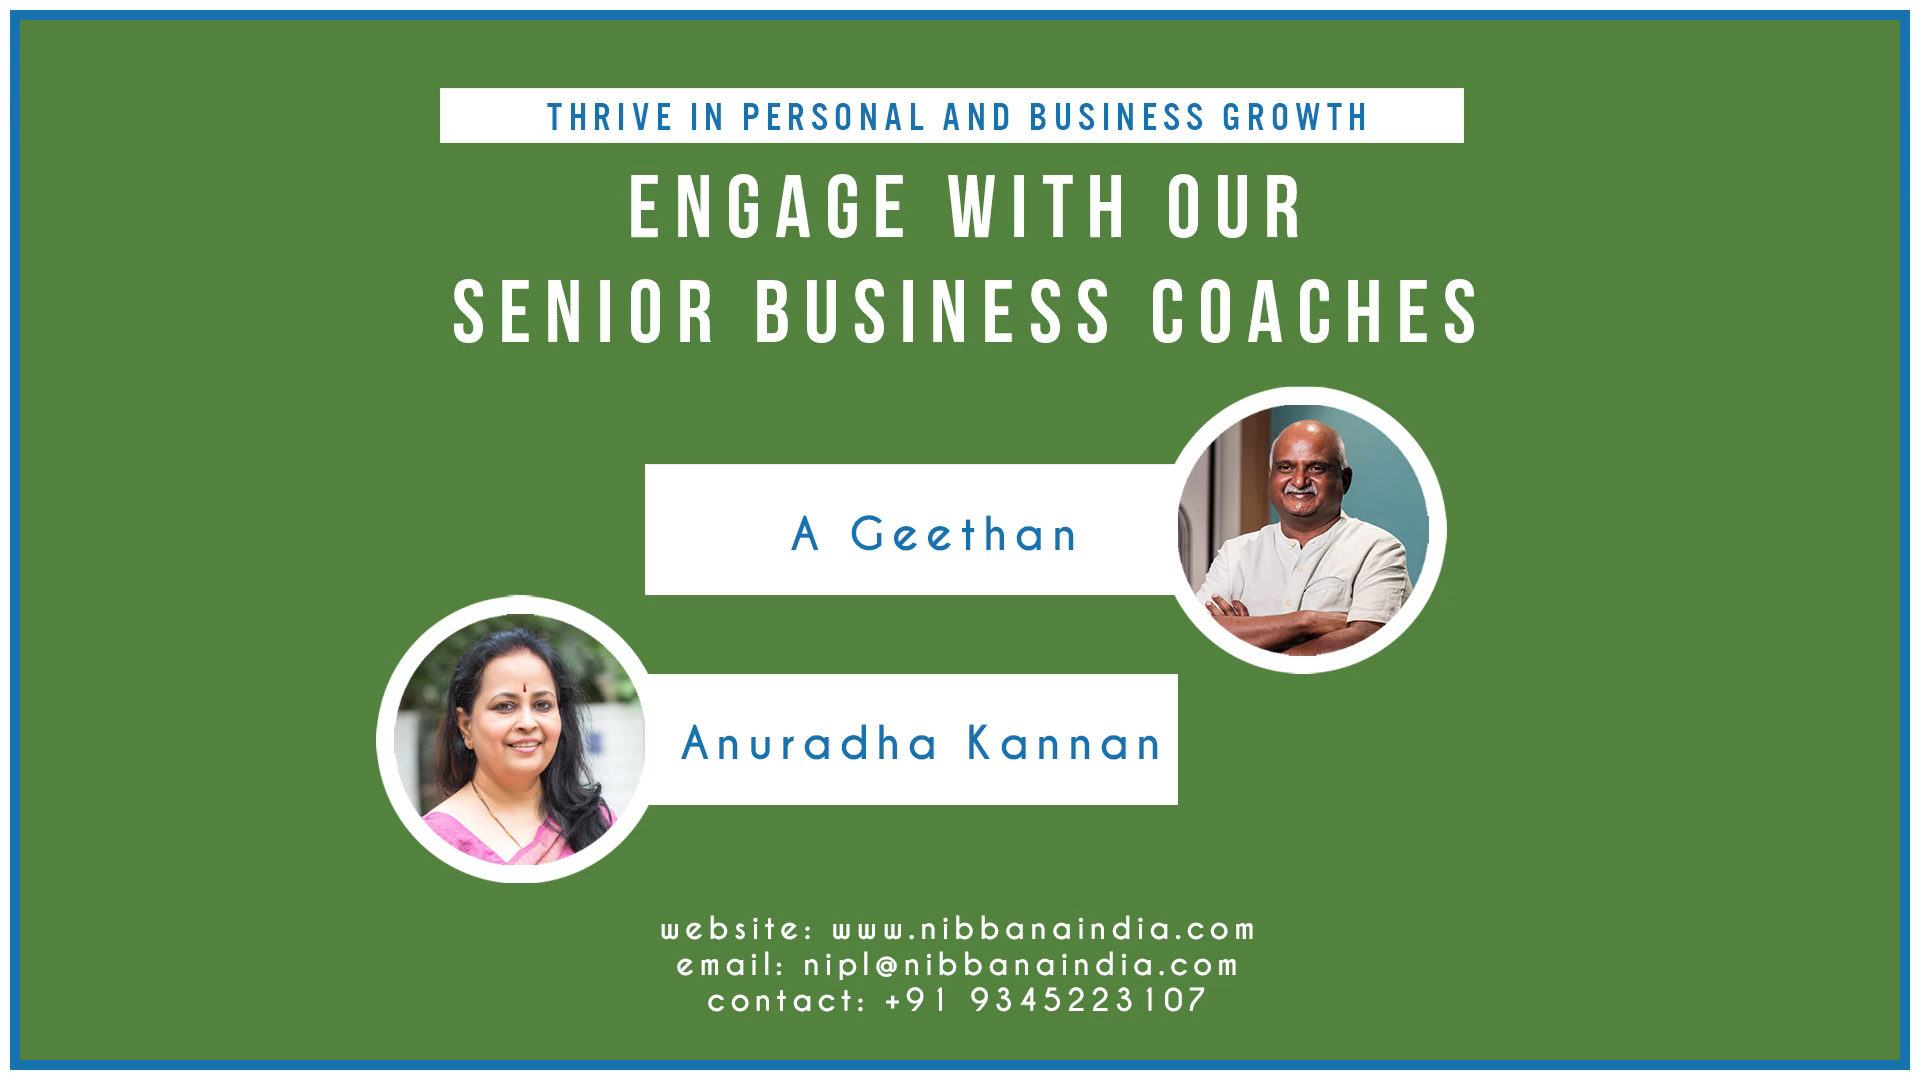 THRIVE IN PERSONAL AND BUSINESS GROWTH
ENGAGE WITH OUR
SENIOR BUSINESS COACHES
A Geethan
Anuradha Kannan
website: www.nibbanaindia.com
email: nipl@nibbanaindia.com
contact: +91 9345223107